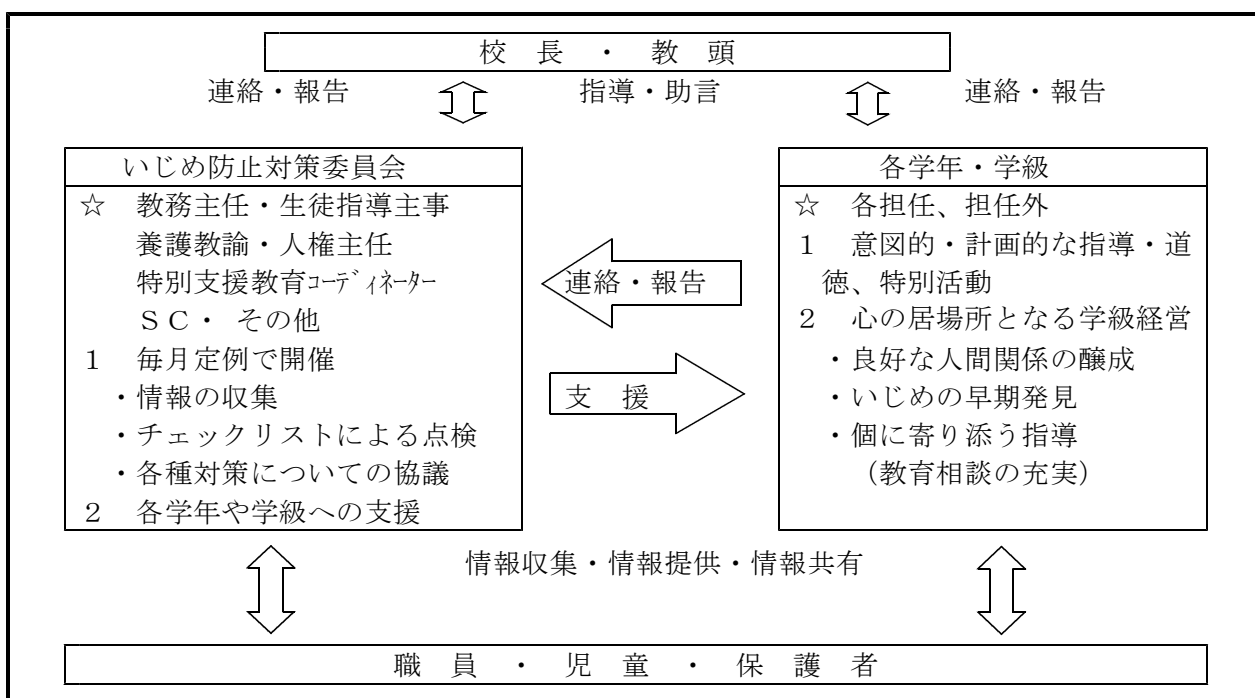 校　長　・　教　頭
連絡・報告　指導・助言　連絡・報告
いじめ防止対策委員会
☆　教務主任・生徒指導主事
養護教諭・人権主任
特別支援教育ｺｰﾃﾞｨﾈｰﾀｰ
ＳＣ・ その他
１　毎月定例で開催
・情報の収集
・チェックリストによる点検
・各種対策についての協議
２　各学年や学級への支援
連絡・報告
支　援
各学年・学級
☆　各担任、担任外
１　意図的・計画的な指導・道
徳、特別活動
２　心の居場所となる学級経営
・良好な人間関係の醸成
・いじめの早期発見
・個に寄り添う指導
（教育相談の充実）
情報収集・情報提供・情報共有
職　員　・　児　童　・　保　護　者